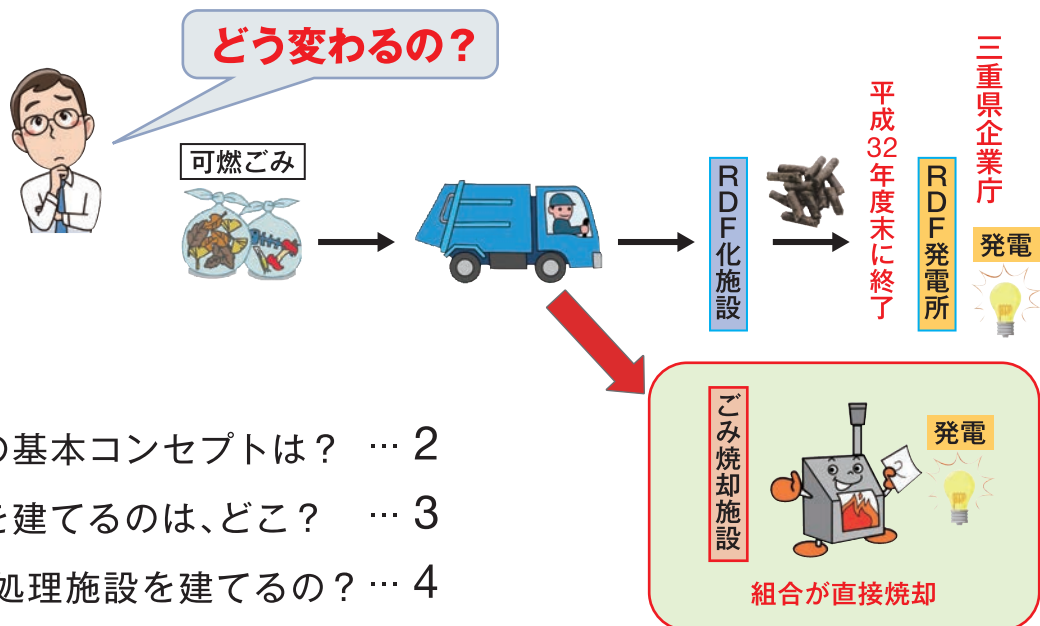 どう変わるの？
可燃ごみ
RDF化施設
平成32年度末に終了
RDF発電所
三重県企業庁
発電
ごみ焼却施設
発電
組合が直接焼却
の基本コンセプトは？ … 2
を建てるのは、どこ？ … 3
処理施設を建てるの？ … 4